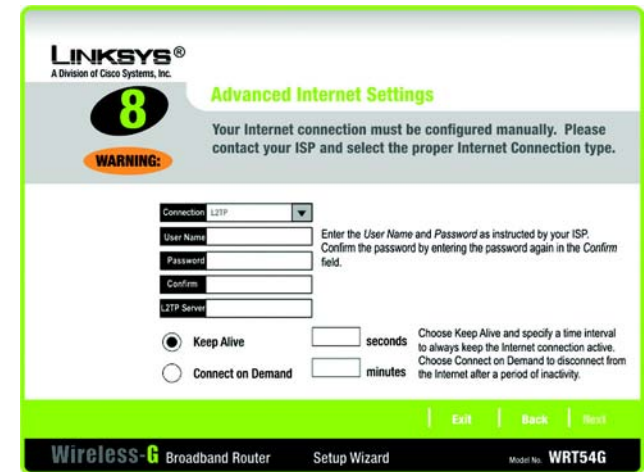 LINKSYS®
A Division of Cisco Systems, Inc.
8
WARNING:
Advanced Internet Settings
Your Internet connection must be configured manually. Please
contact your ISP and select the proper Internet Connection type.
Connection L2TP
User Name
Password
Confirm
L2TP Server
Enter the User Name and Password as instructed by your ISP.
Confirm the password by entering the password again in the Confirm
field.
Keep Alive seconds
Connect on Demand minutes
Choose Keep Alive and specify a time interval
to always keep the Internet connection active.
Choose Connect on Demand to disconnect from
the Internet after a period of inactivity.
Exit Back Next
Wireless-G Broadband Router Setup Wizard Model No. WRT54G